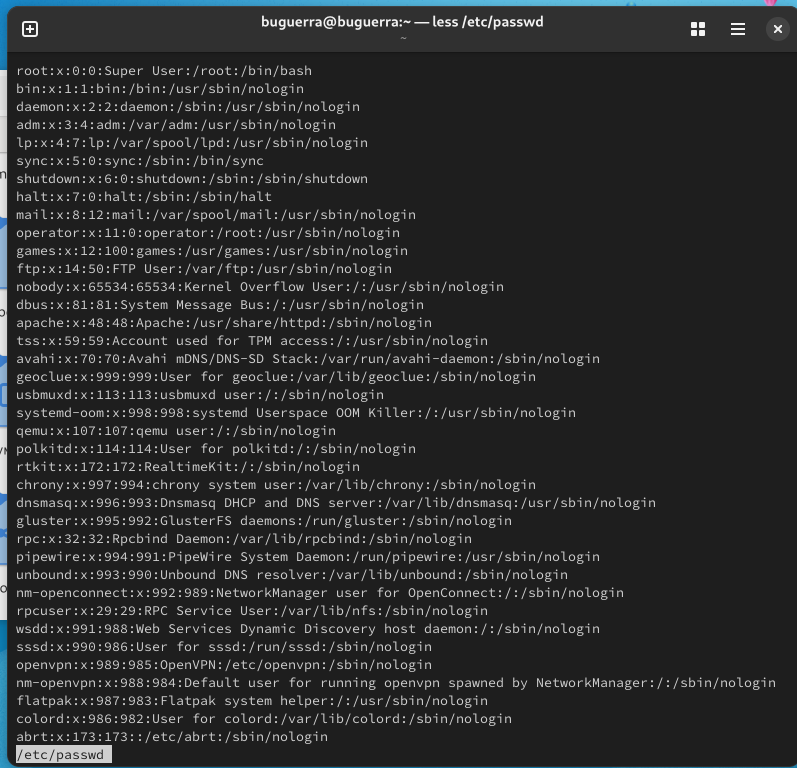 buguerra@buguerra:~ — less /etc/passwd
~
root:x:0:0:Super User:/root:/bin/bash
bin:x:1:1:bin:/bin:/usr/sbin/nologin
daemon:x:2:2:daemon:/sbin:/usr/sbin/nologin
adm:x:3:4:adm:/var/adm:/usr/sbin/nologin
lp:x:4:7:lp:/var/spool/lpd:/usr/sbin/nologin
sync:x:5:0:sync:/sbin:/bin/sync
shutdown:x:6:0:shutdown:/sbin:/sbin/shutdown
halt:x:7:0:halt:/sbin:/sbin/halt
mail:x:8:12:mail:/var/spool/mail:/usr/sbin/nologin
operator:x:11:0:operator:/root:/usr/sbin/nologin
games:x:12:100:games:/usr/games:/usr/sbin/nologin
ftp:x:14:50:FTP User:/var/ftp:/usr/sbin/nologin
nobody:x:65534:65534:Kernel Overflow User:/:/usr/sbin/nologin
dbus:x:81:81:System Message Bus:/:/usr/sbin/nologin
apache:x:48:48:Apache:/usr/share/httpd:/sbin/nologin
tss:x:59:59:Account used for TPM access:/:/usr/sbin/nologin
avahi:x:70:70:Avahi mDNS/DNS-SD Stack:/var/run/avahi-daemon:/sbin/nologin
geoclue:x:999:999:User for geoclue:/var/lib/geoclue:/sbin/nologin
usbmuxd:x:113:113:usbmuxd user:/:/sbin/nologin
systemd-oom:x:998:998:systemd Userspace OOM Killer:/:/usr/sbin/nologin
qemu:x:107:107:qemu user:/:/sbin/nologin
polkitd:x:114:114:User for polkitd:/:/sbin/nologin
rtkit:x:172:172:RealtimeKit:/:/sbin/nologin
chrony:x:997:994:chrony system user:/var/lib/chrony:/sbin/nologin
dnsmasq:x:996:993:Dnsmasq DHCP and DNS server:/var/lib/dnsmasq:/usr/sbin/nologin
gluster:x:995:992:GlusterFS daemons:/run/gluster:/sbin/nologin
rpc:x:32:32:Rpcbind Daemon:/var/lib/rpcbind:/sbin/nologin
pipewire:x:994:991:PipeWire System Daemon:/run/pipewire:/usr/sbin/nologin
unbound:x:993:990:Unbound DNS resolver:/var/lib/unbound:/sbin/nologin
nm-openconnect:x:992:989:NetworkManager user for OpenConnect:/:/sbin/nologin
rpcuser:x:29:29:RPC Service User:/var/lib/nfs:/sbin/nologin
wsdd:x:991:988:Web Services Dynamic Discovery host daemon:/:/sbin/nologin
sssd:x:990:986:User for sssd:/run/sssd:/sbin/nologin
openvpn:x:989:985:OpenVPN:/etc/openvpn:/sbin/nologin
nm-openvpn:x:988:984:Default user for running openvpn spawned by NetworkManager:/:/sbin/nologin
flatpak:x:987:983:Flatpak system helper:/:/usr/sbin/nologin
colord:x:986:982:User for colord:/var/lib/colord:/sbin/nologin
abrt:x:173:173::/etc/abrt:/sbin/nologin
/etc/passwd